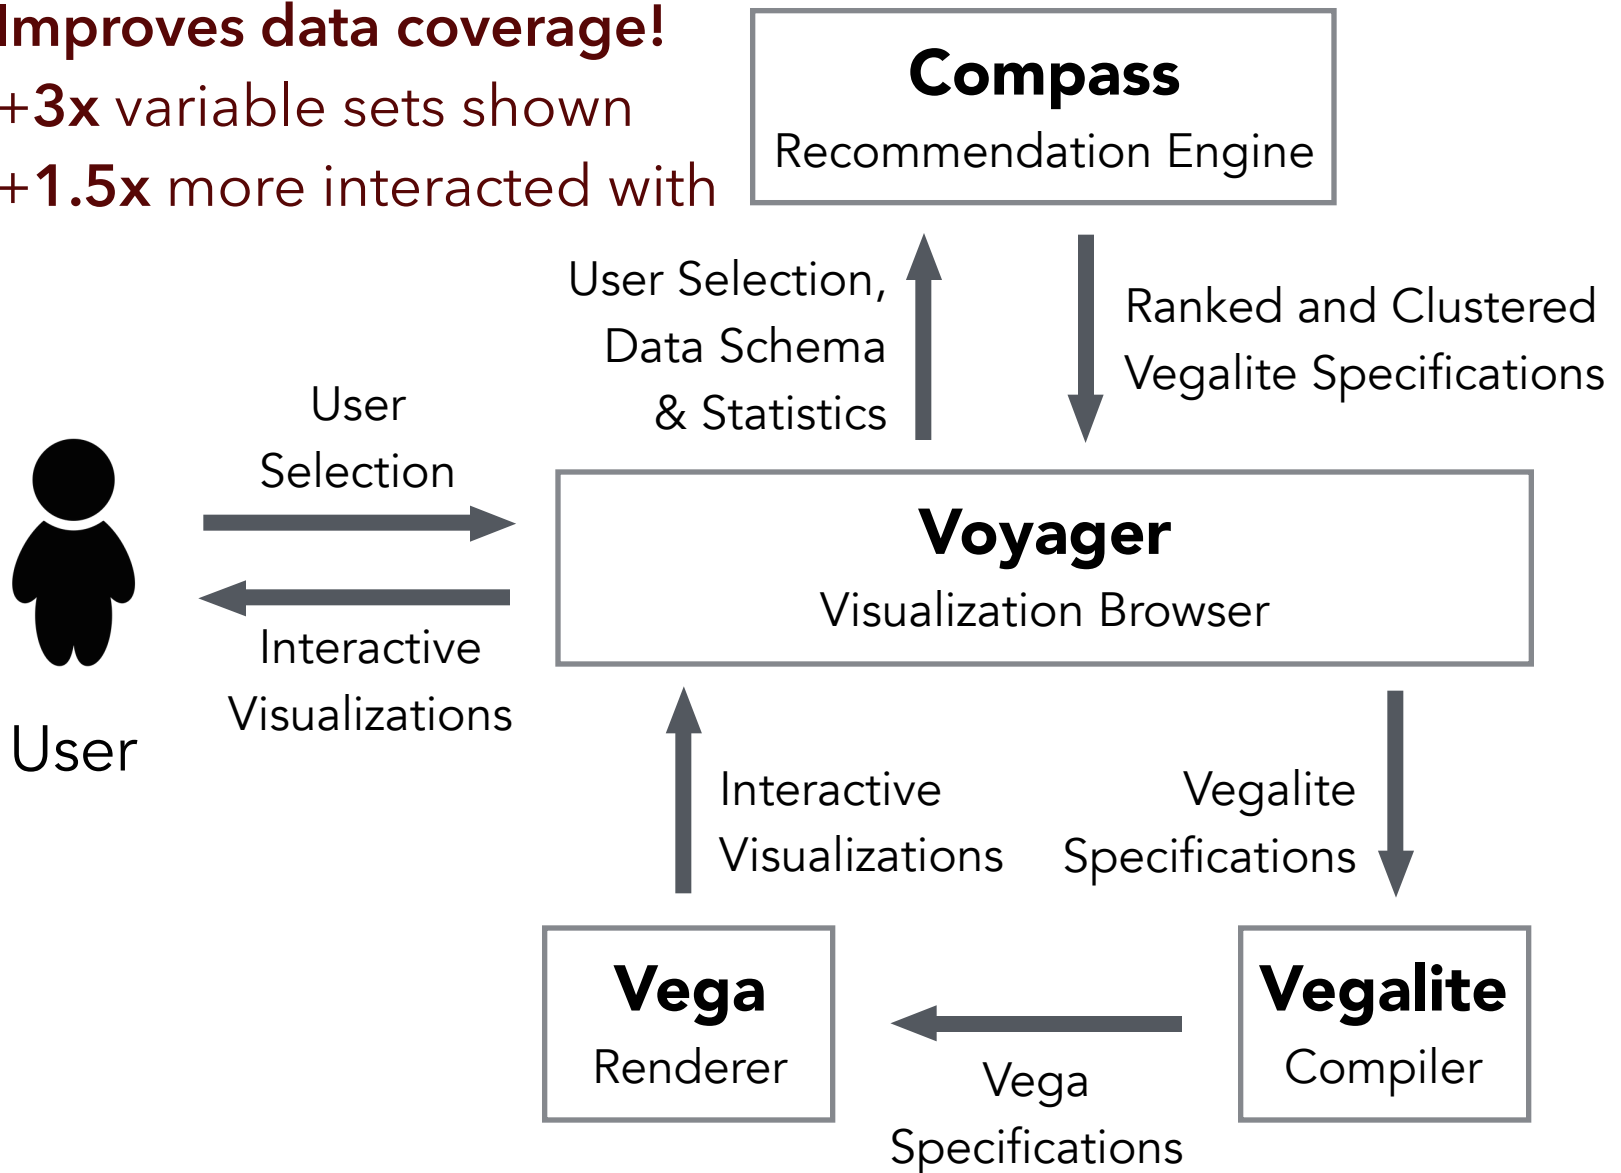 Improves data coverage!
+3x variable sets shown
+1.5x more interacted with
Compass
Recommendation Engine
User Selection,
Data Schema
& Statistics
Ranked and Clustered
Vegalite Specifications
User
Selection
Voyager
Visualization Browser
Interactive
Visualizations
User
Interactive
Visualizations
Vegalite
Specifications
Vega
Renderer
Vegalite
Compiler
Vega
Specifications